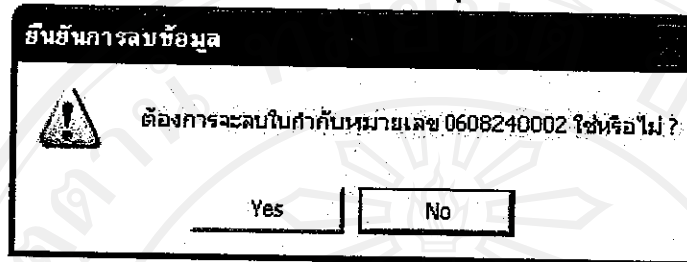 ยืนยันการลบข้อมูล
ต้องการจะลบใบกำกับหมายเลข 0608240002 ใช่หรือไม่ ?
Yes
No